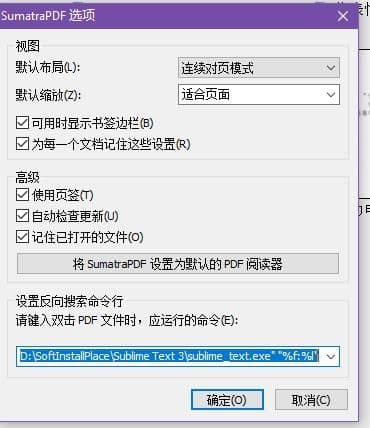 SumatraPDF 选项
视图
默认布局(L):
连续对页模式
默认缩放(Z):
适合页面
可用时显示书签边栏(B)
为每一个文档记住这些设置(R)
高级
使用页签(T)
自动检查更新(U)
记住已打开的文件(O)
将 SumatraPDF 设置为默认的 PDF 阅读器
设置反向搜索命令行
请键入双击 PDF 文件时，应运行的命令(E):
D:\SoftInstallPlace\Sublime Text 3\sublime_text.exe" "%f:%l"
确定(O)
取消(C)